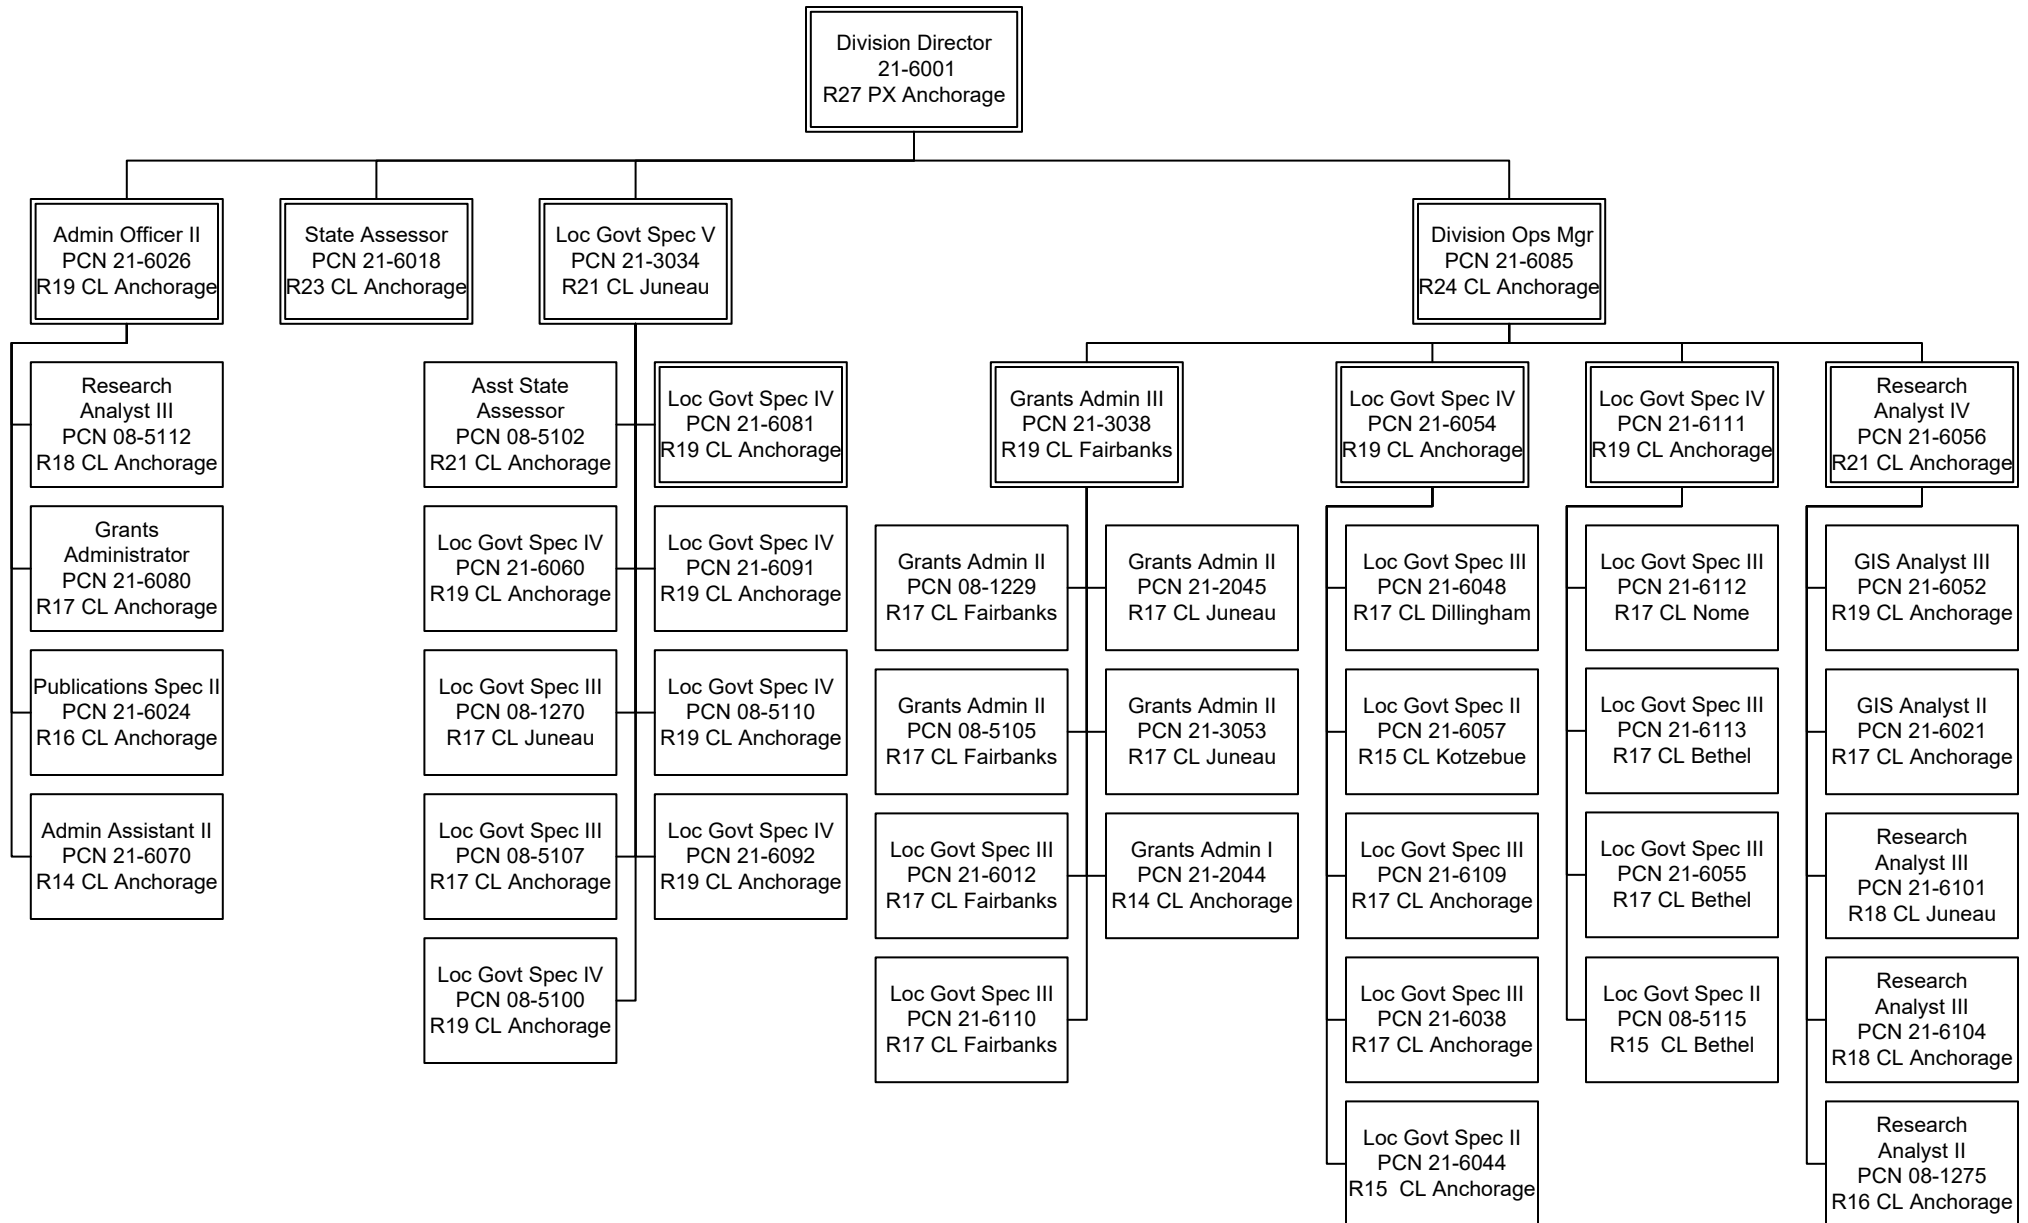 Division Director
21-6001
R27 PX Anchorage
Admin Officer II
PCN 21-6026
R19 CL Anchorage
State Assessor
PCN 21-6018
R23 CL Anchorage
Loc Govt Spec V
PCN 21-3034
R21 CL Juneau
Division Ops Mgr
PCN 21-6085
R24 CL Anchorage
Research
Analyst III
PCN 08-5112
R18 CL Anchorage
Grants
Administrator
PCN 21-6080
R17 CL Anchorage
Publications Spec II
PCN 21-6024
R16 CL Anchorage
Admin Assistant II
PCN 21-6070
R14 CL Anchorage
Asst State
Assessor
PCN 08-5102
R21 CL Anchorage
Loc Govt Spec IV
PCN 21-6081
R19 CL Anchorage
Loc Govt Spec IV
PCN 21-6060
R19 CL Anchorage
Loc Govt Spec IV
PCN 21-6091
R19 CL Anchorage
Loc Govt Spec III
PCN 08-1270
R17 CL Juneau
Loc Govt Spec IV
PCN 08-5110
R19 CL Anchorage
Loc Govt Spec III
PCN 08-5107
R17 CL Anchorage
Loc Govt Spec IV
PCN 21-6092
R19 CL Anchorage
Loc Govt Spec IV
PCN 08-5100
R19 CL Anchorage
Grants Admin III
PCN 21-3038
R19 CL Fairbanks
Grants Admin II
PCN 08-1229
R17 CL Fairbanks
Grants Admin II
PCN 21-2045
R17 CL Juneau
Grants Admin II
PCN 08-5105
R17 CL Fairbanks
Grants Admin II
PCN 21-3053
R17 CL Juneau
Loc Govt Spec III
PCN 21-6012
R17 CL Fairbanks
Grants Admin I
PCN 21-2044
R14 CL Anchorage
Loc Govt Spec III
PCN 21-6110
R17 CL Fairbanks
Loc Govt Spec IV
PCN 21-6054
R19 CL Anchorage
Loc Govt Spec III
PCN 21-6048
R17 CL Dillingham
Loc Govt Spec II
PCN 21-6057
R15 CL Kotzebue
Loc Govt Spec III
PCN 21-6109
R17 CL Anchorage
Loc Govt Spec III
PCN 21-6038
R17 CL Anchorage
Loc Govt Spec II
PCN 21-6044
R15  CL Anchorage
Loc Govt Spec IV
PCN 21-6111
R19 CL Anchorage
Loc Govt Spec III
PCN 21-6112
R17 CL Nome
Loc Govt Spec III
PCN 21-6113
R17 CL Bethel
Loc Govt Spec III
PCN 21-6055
R17 CL Bethel
Loc Govt Spec II
PCN 08-5115
R15  CL Bethel
Research
Analyst IV
PCN 21-6056
R21 CL Anchorage
GIS Analyst III
PCN 21-6052
R19 CL Anchorage
GIS Analyst II
PCN 21-6021
R17 CL Anchorage
Research
Analyst III
PCN 21-6101
R18 CL Juneau
Research
Analyst III
PCN 21-6104
R18 CL Anchorage
Research
Analyst II
PCN 08-1275
R16 CL Anchorage